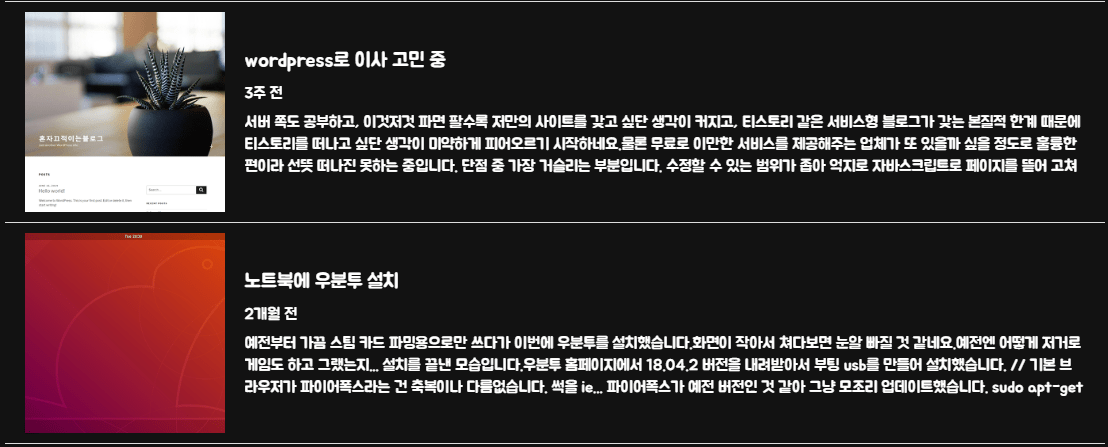 혼자끄적이는블로그
POSTS
Hello world!
Search …
wordpress로 이사 고민 중
3주 전
서버 쪽도 공부하고, 이것저것 파면 팔수록 저만의 사이트를 갖고 싶단 생각이 커지고, 티스토리 같은 서비스형 블로그가 갖는 본질적 한계 때문에
티스토리를 떠나고 싶단 생각이 미약하게 피어오르기 시작하네요.물론 무료로 이만한 서비스를 제공해주는 업체가 또 있을까 싶을 정도로 훌륭한
편이라 선뜻 떠나진 못하는 중입니다. 단점 중 가장 거슬리는 부분입니다. 수정할 수 있는 범위가 좁아 억지로 자바스크립트로 페이지를 뜯어 고쳐
노트북에 우분투 설치
2개월 전
예전부터 가끔 스팀 카드 파밍용으로만 쓰다가 이번에 우분투를 설치했습니다.화면이 작아서 쳐다보면 눈알 빠질 것 같네요.예전엔 어떻게 저거로
게임도 하고 그랬는지... 설치를 끝낸 모습입니다.우분투 홈페이지에서 18.04.2 버전을 내려받아서 부팅 usb를 만들어 설치했습니다. // 기본 브
라우저가 파이어폭스라는 건 축복이나 다름없습니다. 썩을 ie... 파이어폭스가 예전 버전인 것 같아 그냥 모조리 업데이트했습니다. sudo apt-get